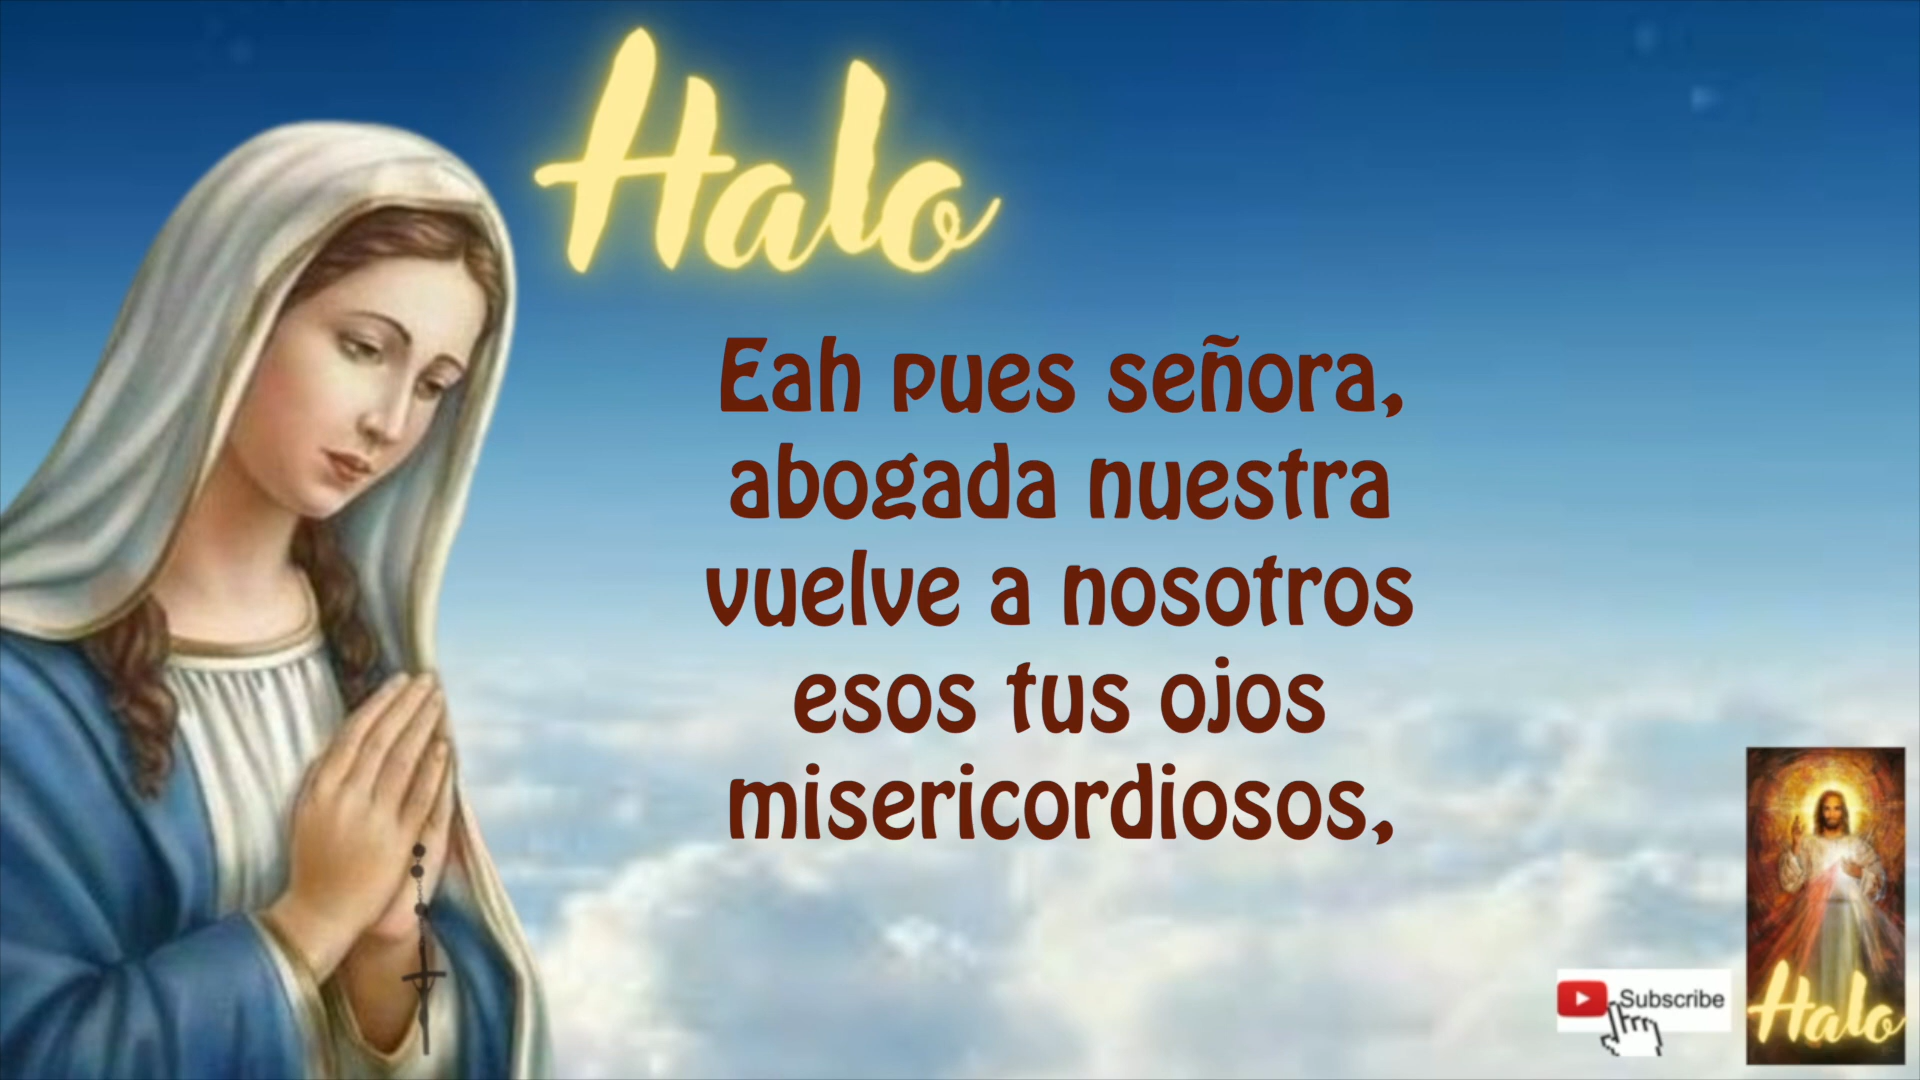 Halo
Eah pues señora,
abogada nuestra
vuelve a nosotros
esos tus ojos
misericordiosos,
Subscribe
Halo